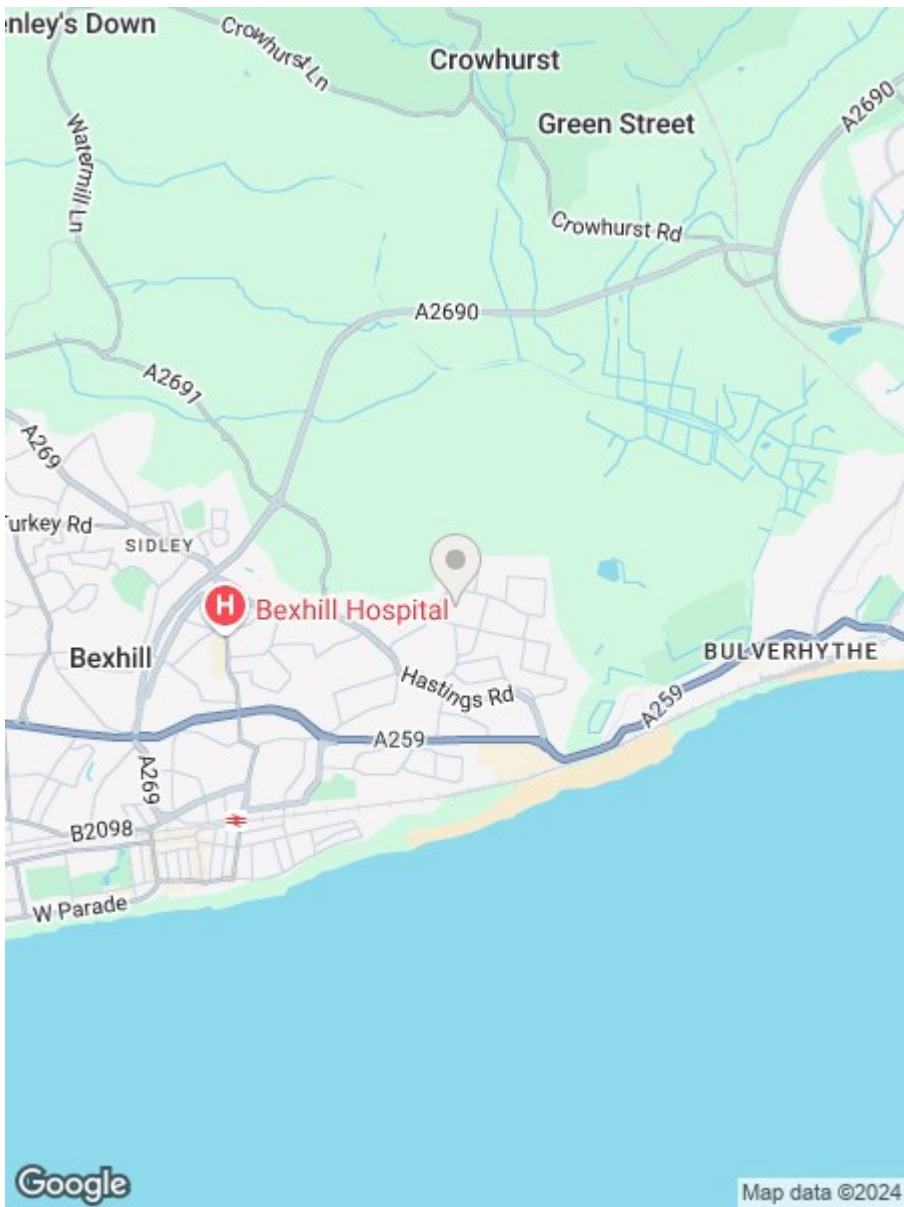 enley's Down
Crowhurst Ln
Crowhurst
Green Street
A2690
Watermill Ln
Crowhurst Rd
A2690
A2691
A269
Turkey Rd
SIDLEY
H
Bexhill Hospital
Bexhill
BULVERHYTHE
Hastings Rd
A259
A259
A269
B2098
W Parade
Google
Map data ©2024